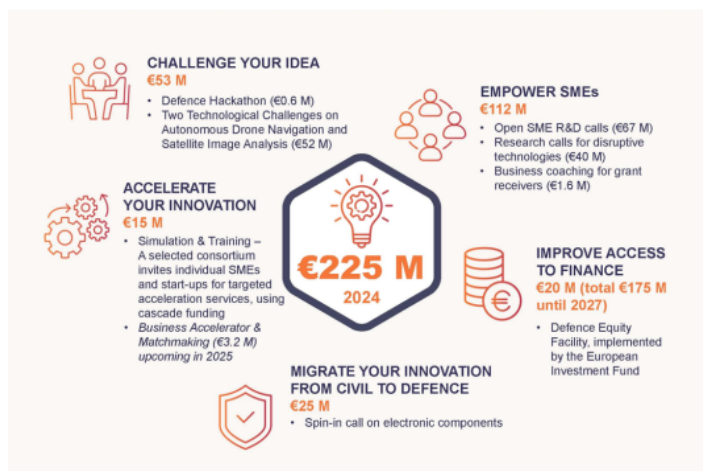 CHALLENGE YOUR IDEA
€53 M
• Defence Hackathon (€0.6 M)
• Two Technological Challenges on
Autonomous Drone Navigation and
Satellite Image Analysis (€52 M)
EMPOWER SMEs
€112 M
• Open SME R&D calls (€67 M)
• Research calls for disruptive
technologies (€40 M)
• Business coaching for grant
receivers (€1.6 M)
ACCELERATE
YOUR INNOVATION
€15 M
• Simulation & Training –
A selected consortium
invites individual SMEs
and start-ups for targeted
acceleration services, using
cascade funding
• Business Accelerator &
Matchmaking (€3.2 M)
upcoming in 2025
€225 M
2024
IMPROVE ACCESS
TO FINANCE
€20 M (total €175 M
until 2027)
• Defence Equity
Facility, implemented
by the European
Investment Fund
€
MIGRATE YOUR INNOVATION
FROM CIVIL TO DEFENCE
€25 M
• Spin-in call on electronic components